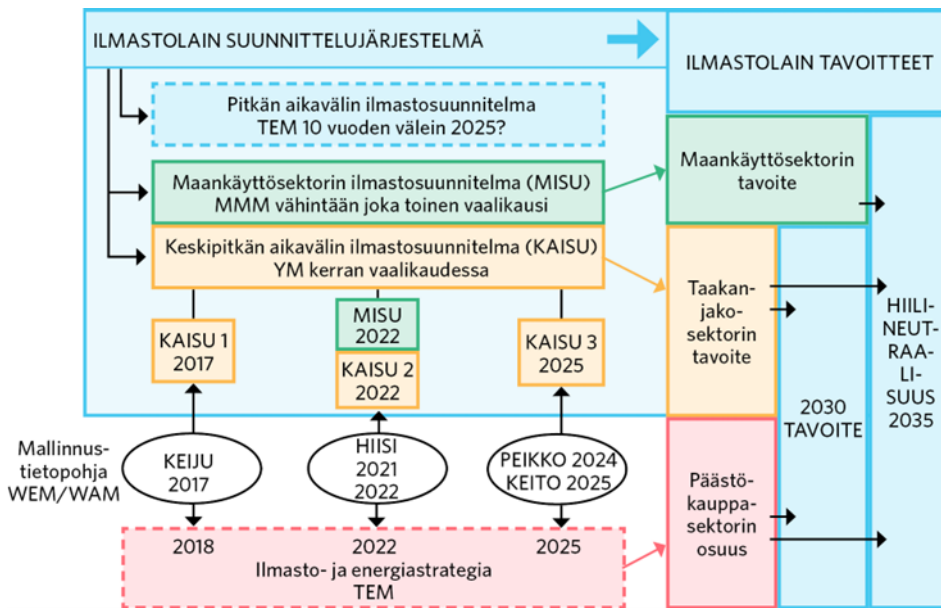 ILMASTOLAIN SUUNNITTELUJÄRJESTELMÄ
ILMASTOLAIN TAVOITTEET
Pitkän aikavälin ilmastosuunnitelma
TEM 10 vuoden välein 2025?
Maankäyttösektorin ilmastosuunnitelma (MISU)
MMM vähintään joka toinen vaalikausi
Maankäyttösektorin
tavoite
Keskipitkän aikavälin ilmastosuunnitelma (KAISU)
YM kerran vaalikaudessa
Taakan-
jako-
sektorin
tavoite
KAISU 1
2017
MISU
2022
KAISU 2
2022
KAISU 3
2025
HIILI-
NEUT-
RAA-
LI-
SUUS
2035
2030
TAVOITE
Mallinnus-
tietopohja
WEM/WAM
KEIJU
2017
HIISI
2021
2022
PEIKKO 2024
KEITO 2025
Päästö-
kauppa-
sektorin
osuus
2018
2022
2025
Ilmasto- ja energiastrategia
TEM